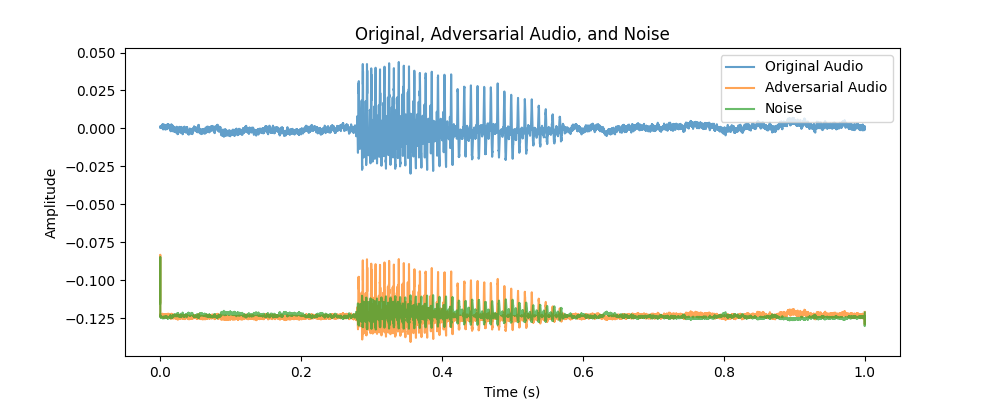 Original, Adversarial Audio, and Noise
Original Audio
Adversarial Audio
Noise
Amplitude
0.050
0.025
0.000
−0.025
−0.050
−0.075
−0.100
−0.125
0.0 0.2 0.4 0.6 0.8 1.0
Time (s)